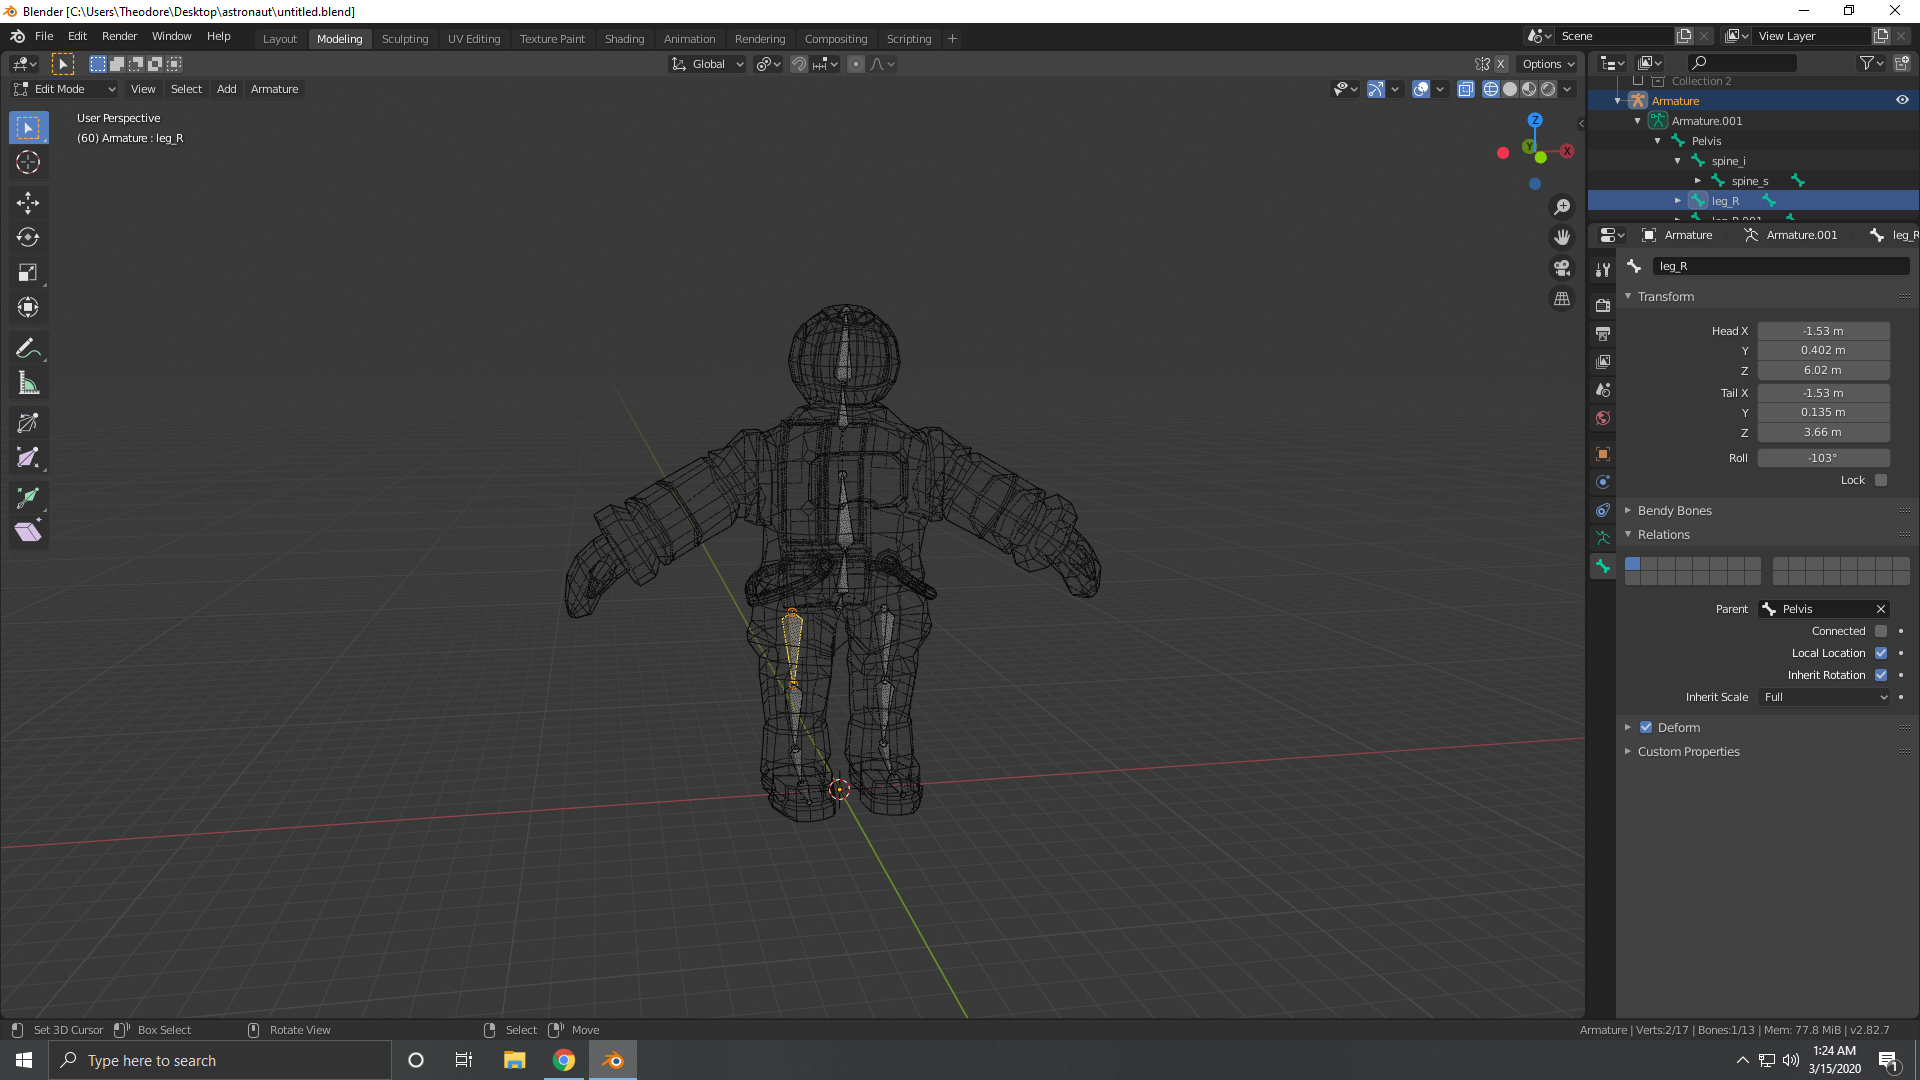 Blender [C:\Users\Theodore\Desktop\astronaut\untitled.blend]
File Edit Render Window Help Layout Modeling Sculpting UV Editing Texture Paint Shading Animation Rendering Compositing Scripting + Scene View Layer
Global X Options
Edit Mode View Select Add Armature
User Perspective
(60) Armature : leg_R
Z
Y
X
Collection 2
Armature
Armature.001
Pelvis
spine_i
spine_s
leg_R
leg_R.001
Armature Armature.001 leg_R
leg_R
Transform
Head X -1.53 m
Y 0.402 m
Z 6.02 m
Tail X -1.53 m
Y 0.135 m
Z 3.66 m
Roll -103°
Lock
Bendy Bones
Relations
Parent Pelvis
Connected
Local Location
Inherit Rotation
Inherit Scale Full
Deform
Custom Properties
Set 3D Cursor Box Select Rotate View Select Move Armature | Verts:2/17 | Bones:1/13 | Mem: 77.8 MiB | v2.82.7
Type here to search
1:24 AM
3/15/2020
1